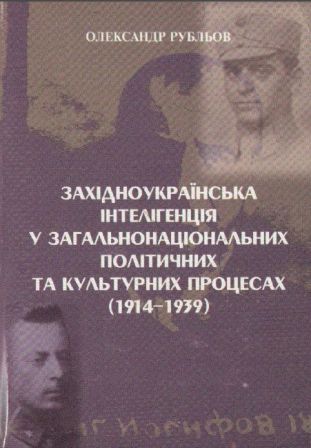 ОЛЕКСАНДР РУБЛЬОВ
ЗАХІДНОУКРАЇНСЬКА
ІНТЕЛІГЕНЦІЯ
У ЗАГАЛЬНОНАЦІОНАЛЬНИХ
ПОЛІТИЧНИХ
ТА КУЛЬТУРНИХ ПРОЦЕСАХ
(1914–1939)